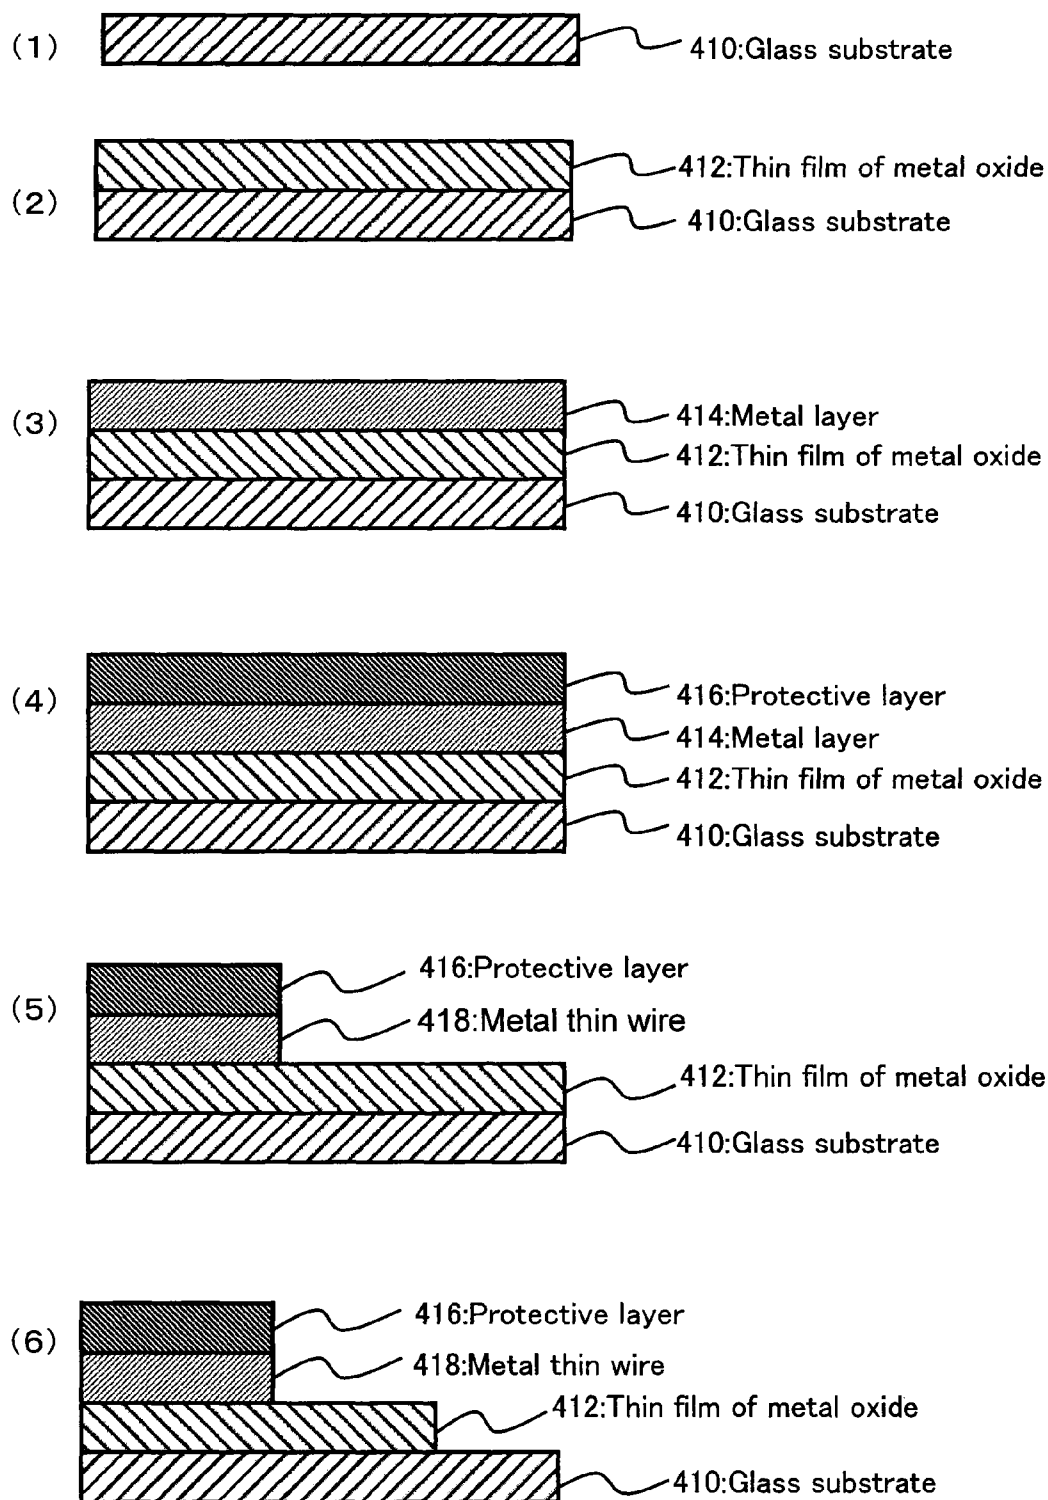 (1)
410:Glass substrate
412:Thin film of metal oxide
(2)
410:Glass substrate
(3)
414:Metal layer
412:Thin film of metal oxide
410:Glass substrate
(4)
416:Protective layer
414:Metal layer
412:Thin film of metal oxide
410:Glass substrate
416:Protective layer
(5)
418:Metal thin wire
412:Thin film of metal oxide
410:Glass substrate
416:Protective layer
(6)
418:Metal thin wire
412:Thin film of metal oxide
410:Glass substrate